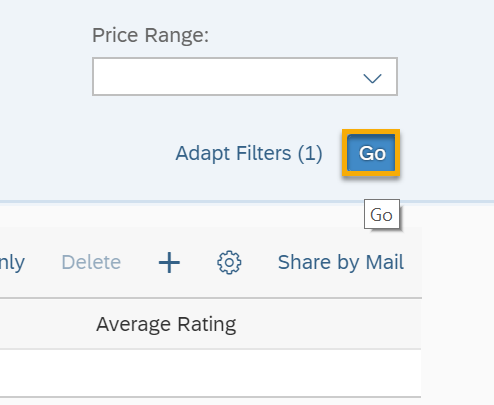 Price Range:
Adapt Filters (1) Go
Go
nly Delete + Share by Mail
Average Rating